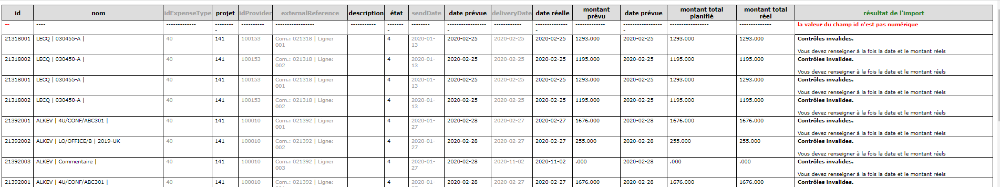 id nom idExpenseType projet idProvider externalReference description état sendDate date prévue deliveryDate date réelle montant prévu date prévue montant total planifié montant total réel résultat de l'import
-- ---- ------------- --------- ---------- ----------------- ----------- -------- -------- ------------------ ------------ --------------- ------------- ------------------ ----------------- -------------- la valeur du champ id n'est pas numérique
21318001 LECQ | 030455-A | 40 141 100153 Com.: 021318 | Ligne: 001 4 2020-01-13 2020-02-25 2020-02-25 2020-02-25 1293.000 2020-02-25 1293.000 1293.000 Contrôles invalides.
Vous devez renseigner à la fois la date et le montant réels
21318002 LECQ | 030450-A | 40 141 100153 Com.: 021318 | Ligne: 002 4 2020-01-13 2020-02-25 2020-02-25 2020-02-25 1195.000 2020-02-25 1195.000 1195.000 Contrôles invalides.
Vous devez renseigner à la fois la date et le montant réels
21318001 LECQ | 030455-A | 40 141 100153 Com.: 021318 | Ligne: 001 4 2020-01-13 2020-02-25 2020-02-25 2020-02-25 1293.000 2020-02-25 1293.000 1293.000 Contrôles invalides.
Vous devez renseigner à la fois la date et le montant réels
21318002 LECQ | 030450-A | 40 141 100153 Com.: 021318 | Ligne: 002 4 2020-01-13 2020-02-25 2020-02-25 2020-02-25 1195.000 2020-02-25 1195.000 1195.000 Contrôles invalides.
Vous devez renseigner à la fois la date et le montant réels
21392001 ALKEV | 4U/CONF/ABC301 | 40 141 100010 Com.: 021392 | Ligne: 001 4 2020-01-27 2020-02-27 2020-02-27 2020-02-27 1676.000 2020-02-27 1676.000 1676.000 Contrôles invalides.
Vous devez renseigner à la fois la date et le montant réels
21392002 ALKEV | LO/OFFICE/B | 2019-UK 40 141 100010 Com.: 021392 | Ligne: 002 4 2020-01-27 2020-02-28 2020-02-27 2020-02-27 255.000 2020-02-28 255.000 255.000 Contrôles invalides.
Vous devez renseigner à la fois la date et le montant réels
21392003 ALKEV | Commentaire | 40 141 100010 Com.: 021392 | Ligne: 003 4 2020-01-27 2020-02-28 2020-11-02 2020-11-02 .000 2020-02-28 .000 .000 Contrôles invalides.
Vous devez renseigner à la fois la date et le montant réels
21392001 ALKEV | 4U/CONF/ABC301 | 40 141 100010 Com.: 021392 | Ligne: 4 2020-01- 2020-02-28 2020-02-27 2020-02-27 1676.000 2020-02-28 1676.000 1676.000 Contrôles invalides.